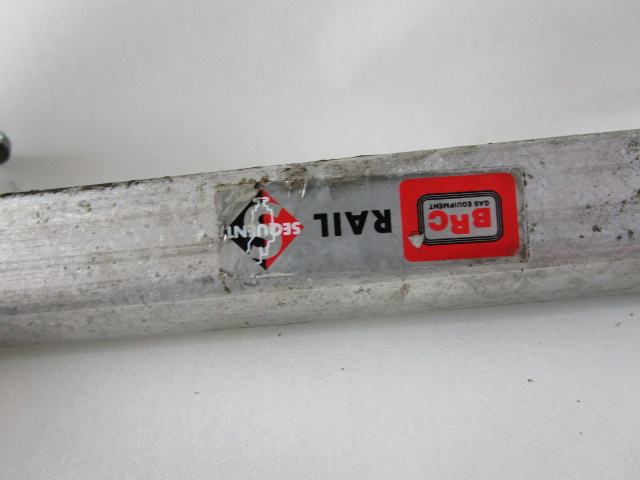 BRC
GAS EQUIPMENT
RAIL
SEQUENT